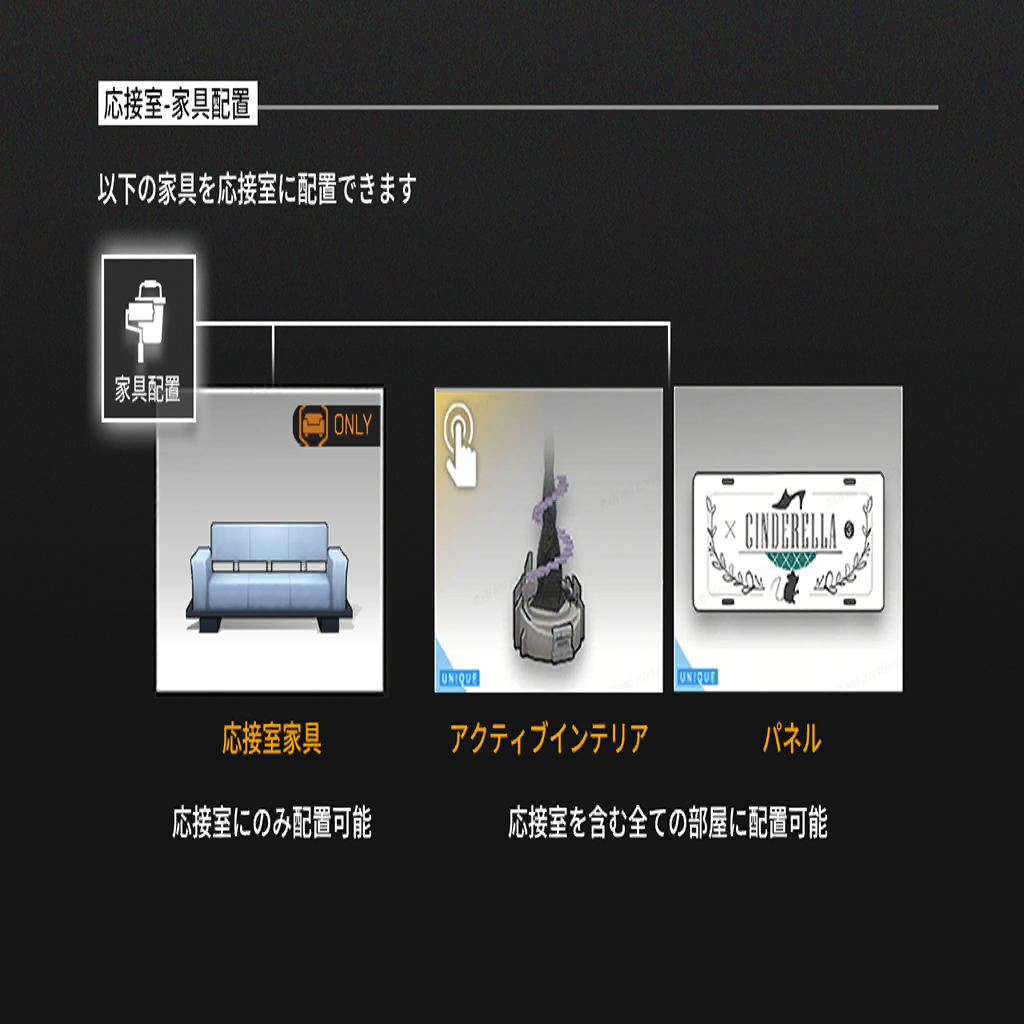 応接室-家具配置
以下の家具を応接室に配置できます
家具配置
ONLY
UNIQUE
× CINDERELLA
UNIQUE
応接室家具
アクティブインテリア
パネル
応接室にのみ配置可能
応接室を含む全ての部屋に配置可能